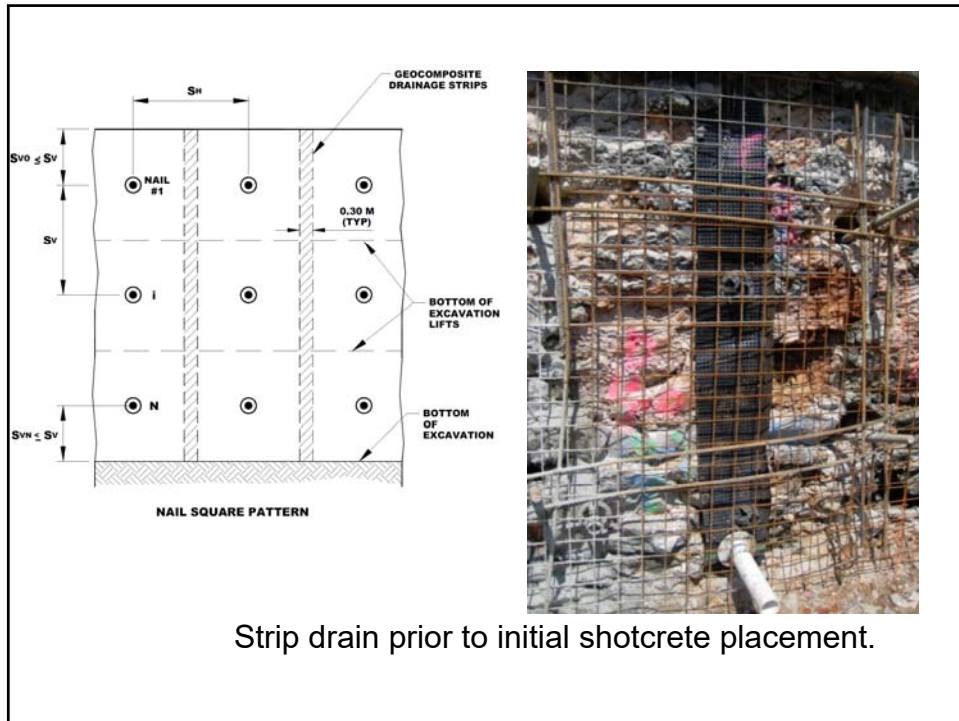 GEOCOMPOSITE
DRAINAGE STRIPS
SH
SVO ≤ SV
NAIL
#1
0.30 M
(TYP)
SV
i
BOTTOM OF
EXCAVATION
LIFTS
N
SVN ≤ SV
BOTTOM
OF
EXCAVATION
NAIL SQUARE PATTERN
Strip drain prior to initial shotcrete placement.